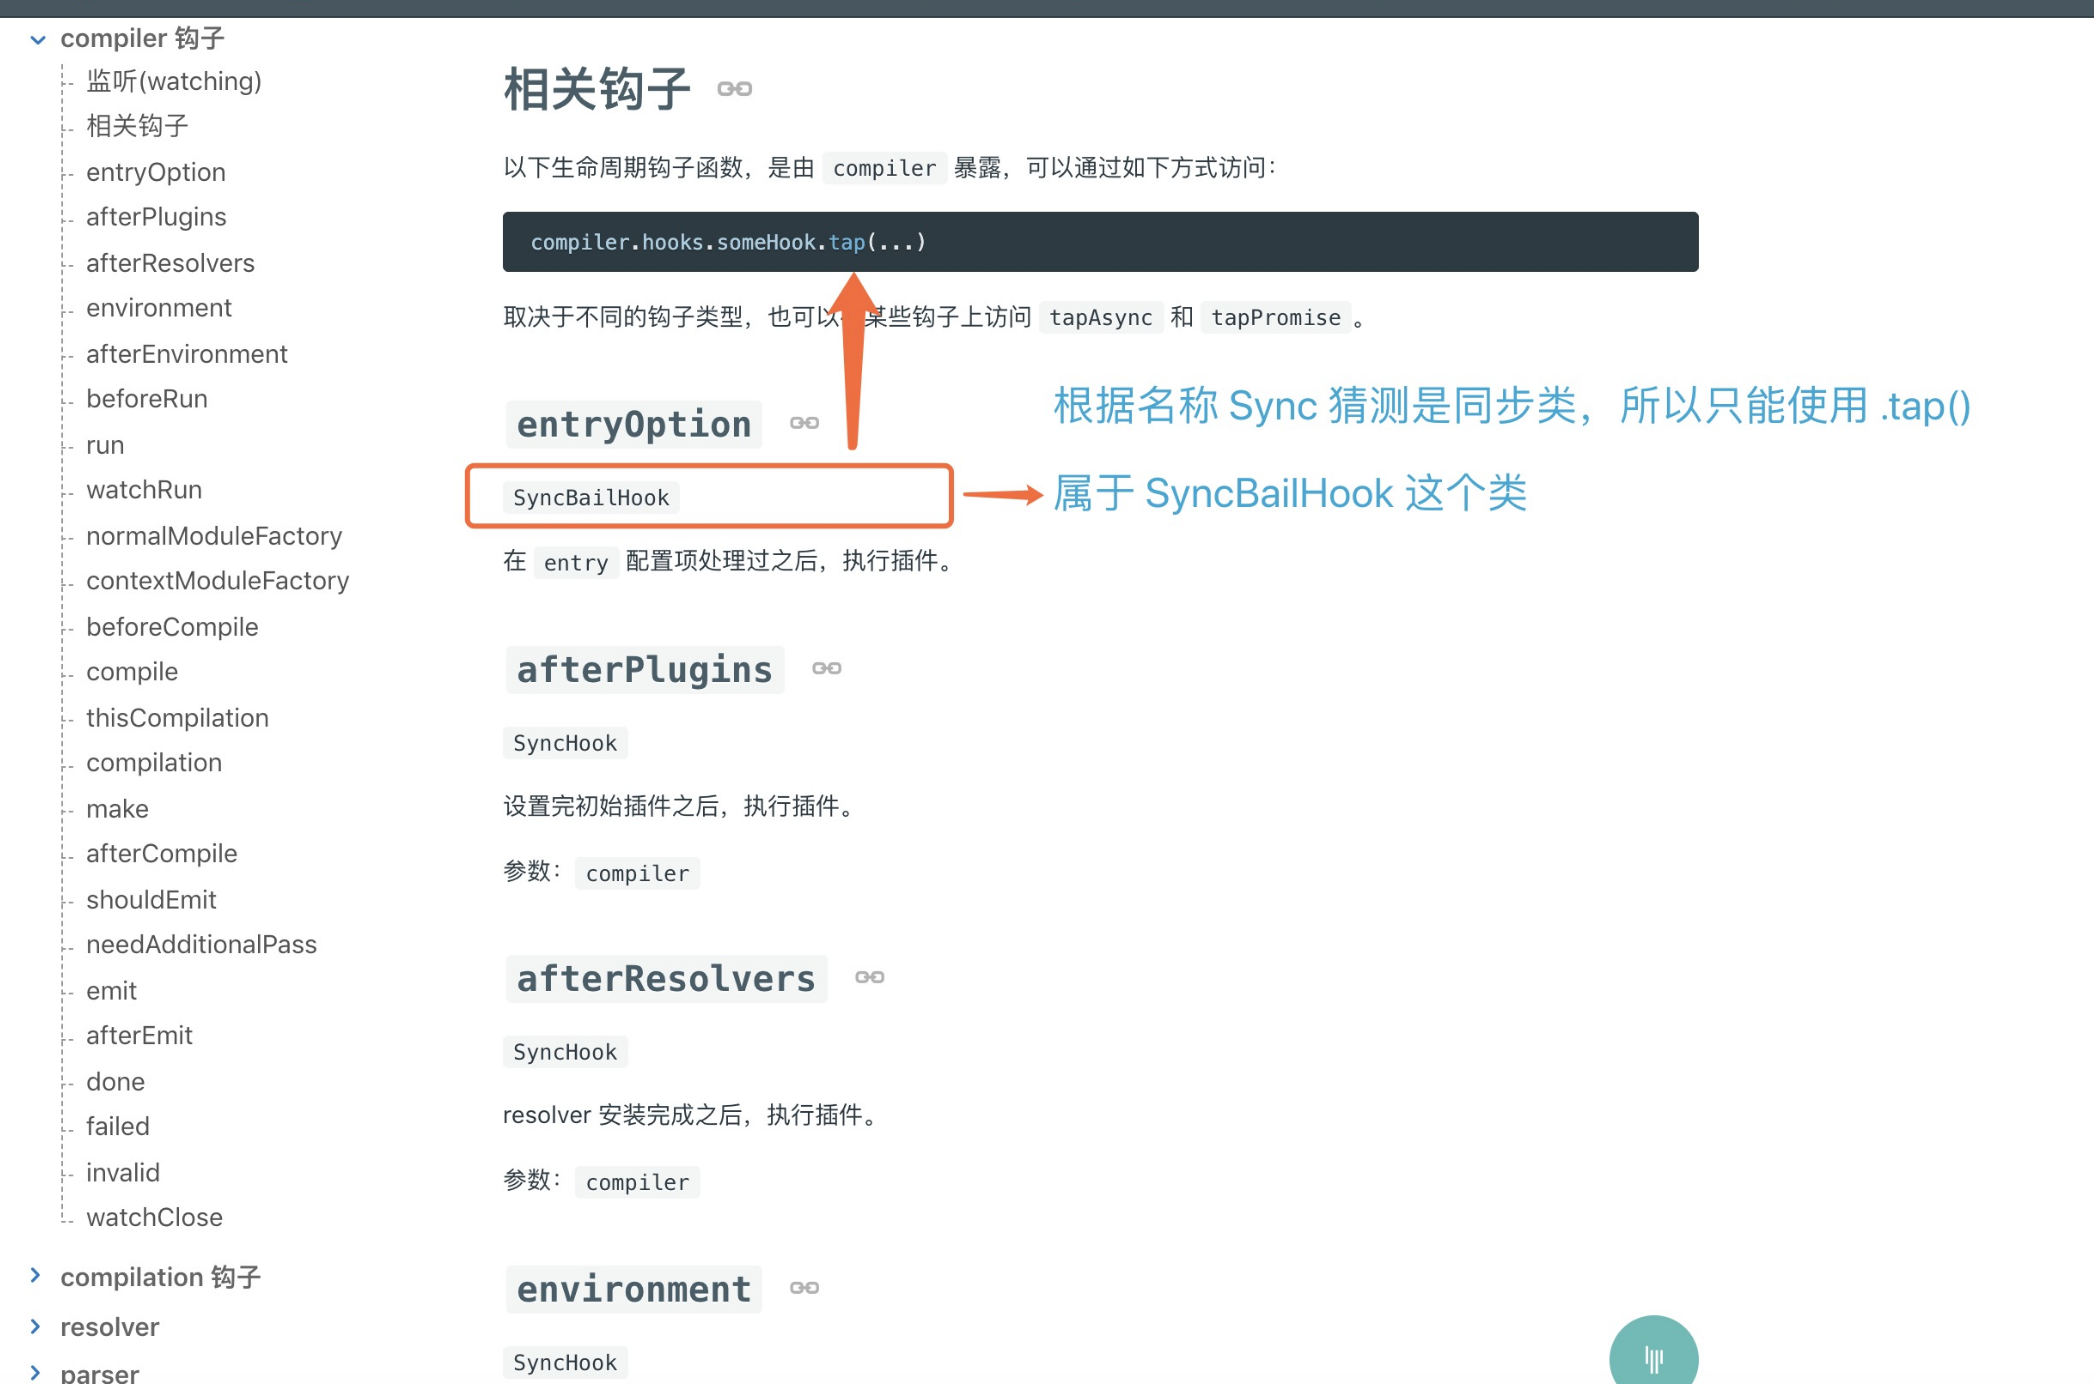 compiler 钩子
监听(watching)
相关钩子
entryOption
afterPlugins
afterResolvers
environment
afterEnvironment
beforeRun
run
watchRun
normalModuleFactory
contextModuleFactory
beforeCompile
compile
thisCompilation
compilation
make
afterCompile
shouldEmit
needAdditionalPass
emit
afterEmit
done
failed
invalid
watchClose
compilation 钩子
resolver
parser
相关钩子
以下生命周期钩子函数，是由 compiler 暴露，可以通过如下方式访问：
compiler.hooks.someHook.tap(...)
取决于不同的钩子类型，也可以 某些钩子上访问 tapAsync 和 tapPromise 。
entryOption
根据名称 Sync 猜测是同步类，所以只能使用 .tap()
SyncBailHook
属于 SyncBailHook 这个类
在 entry 配置项处理过之后，执行插件。
afterPlugins
SyncHook
设置完初始插件之后，执行插件。
参数： compiler
afterResolvers
SyncHook
resolver 安装完成之后，执行插件。
参数： compiler
environment
SyncHook